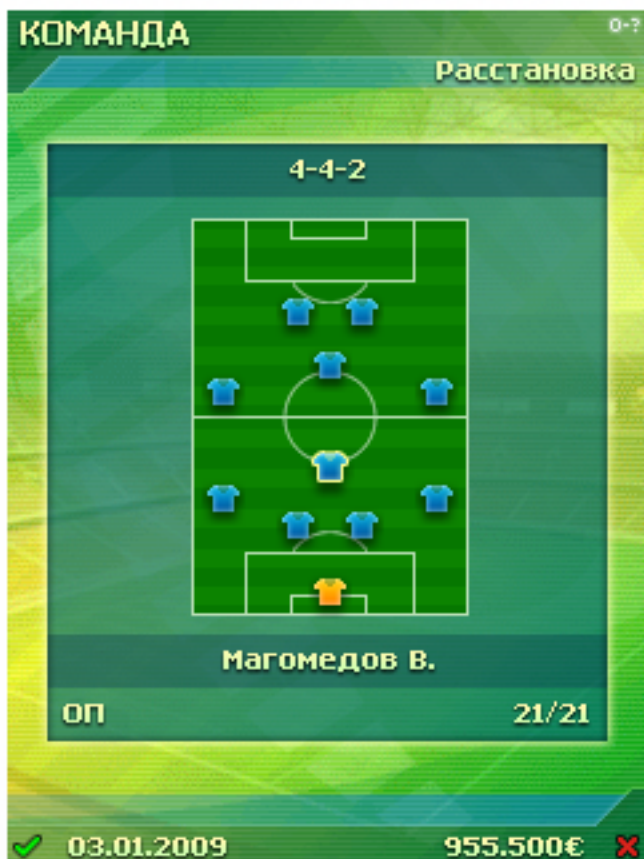 КОМАНДА
0-?
Расстановка
4-4-2
Магомедов В.
ОП
21/21
03.01.2009
955.500€